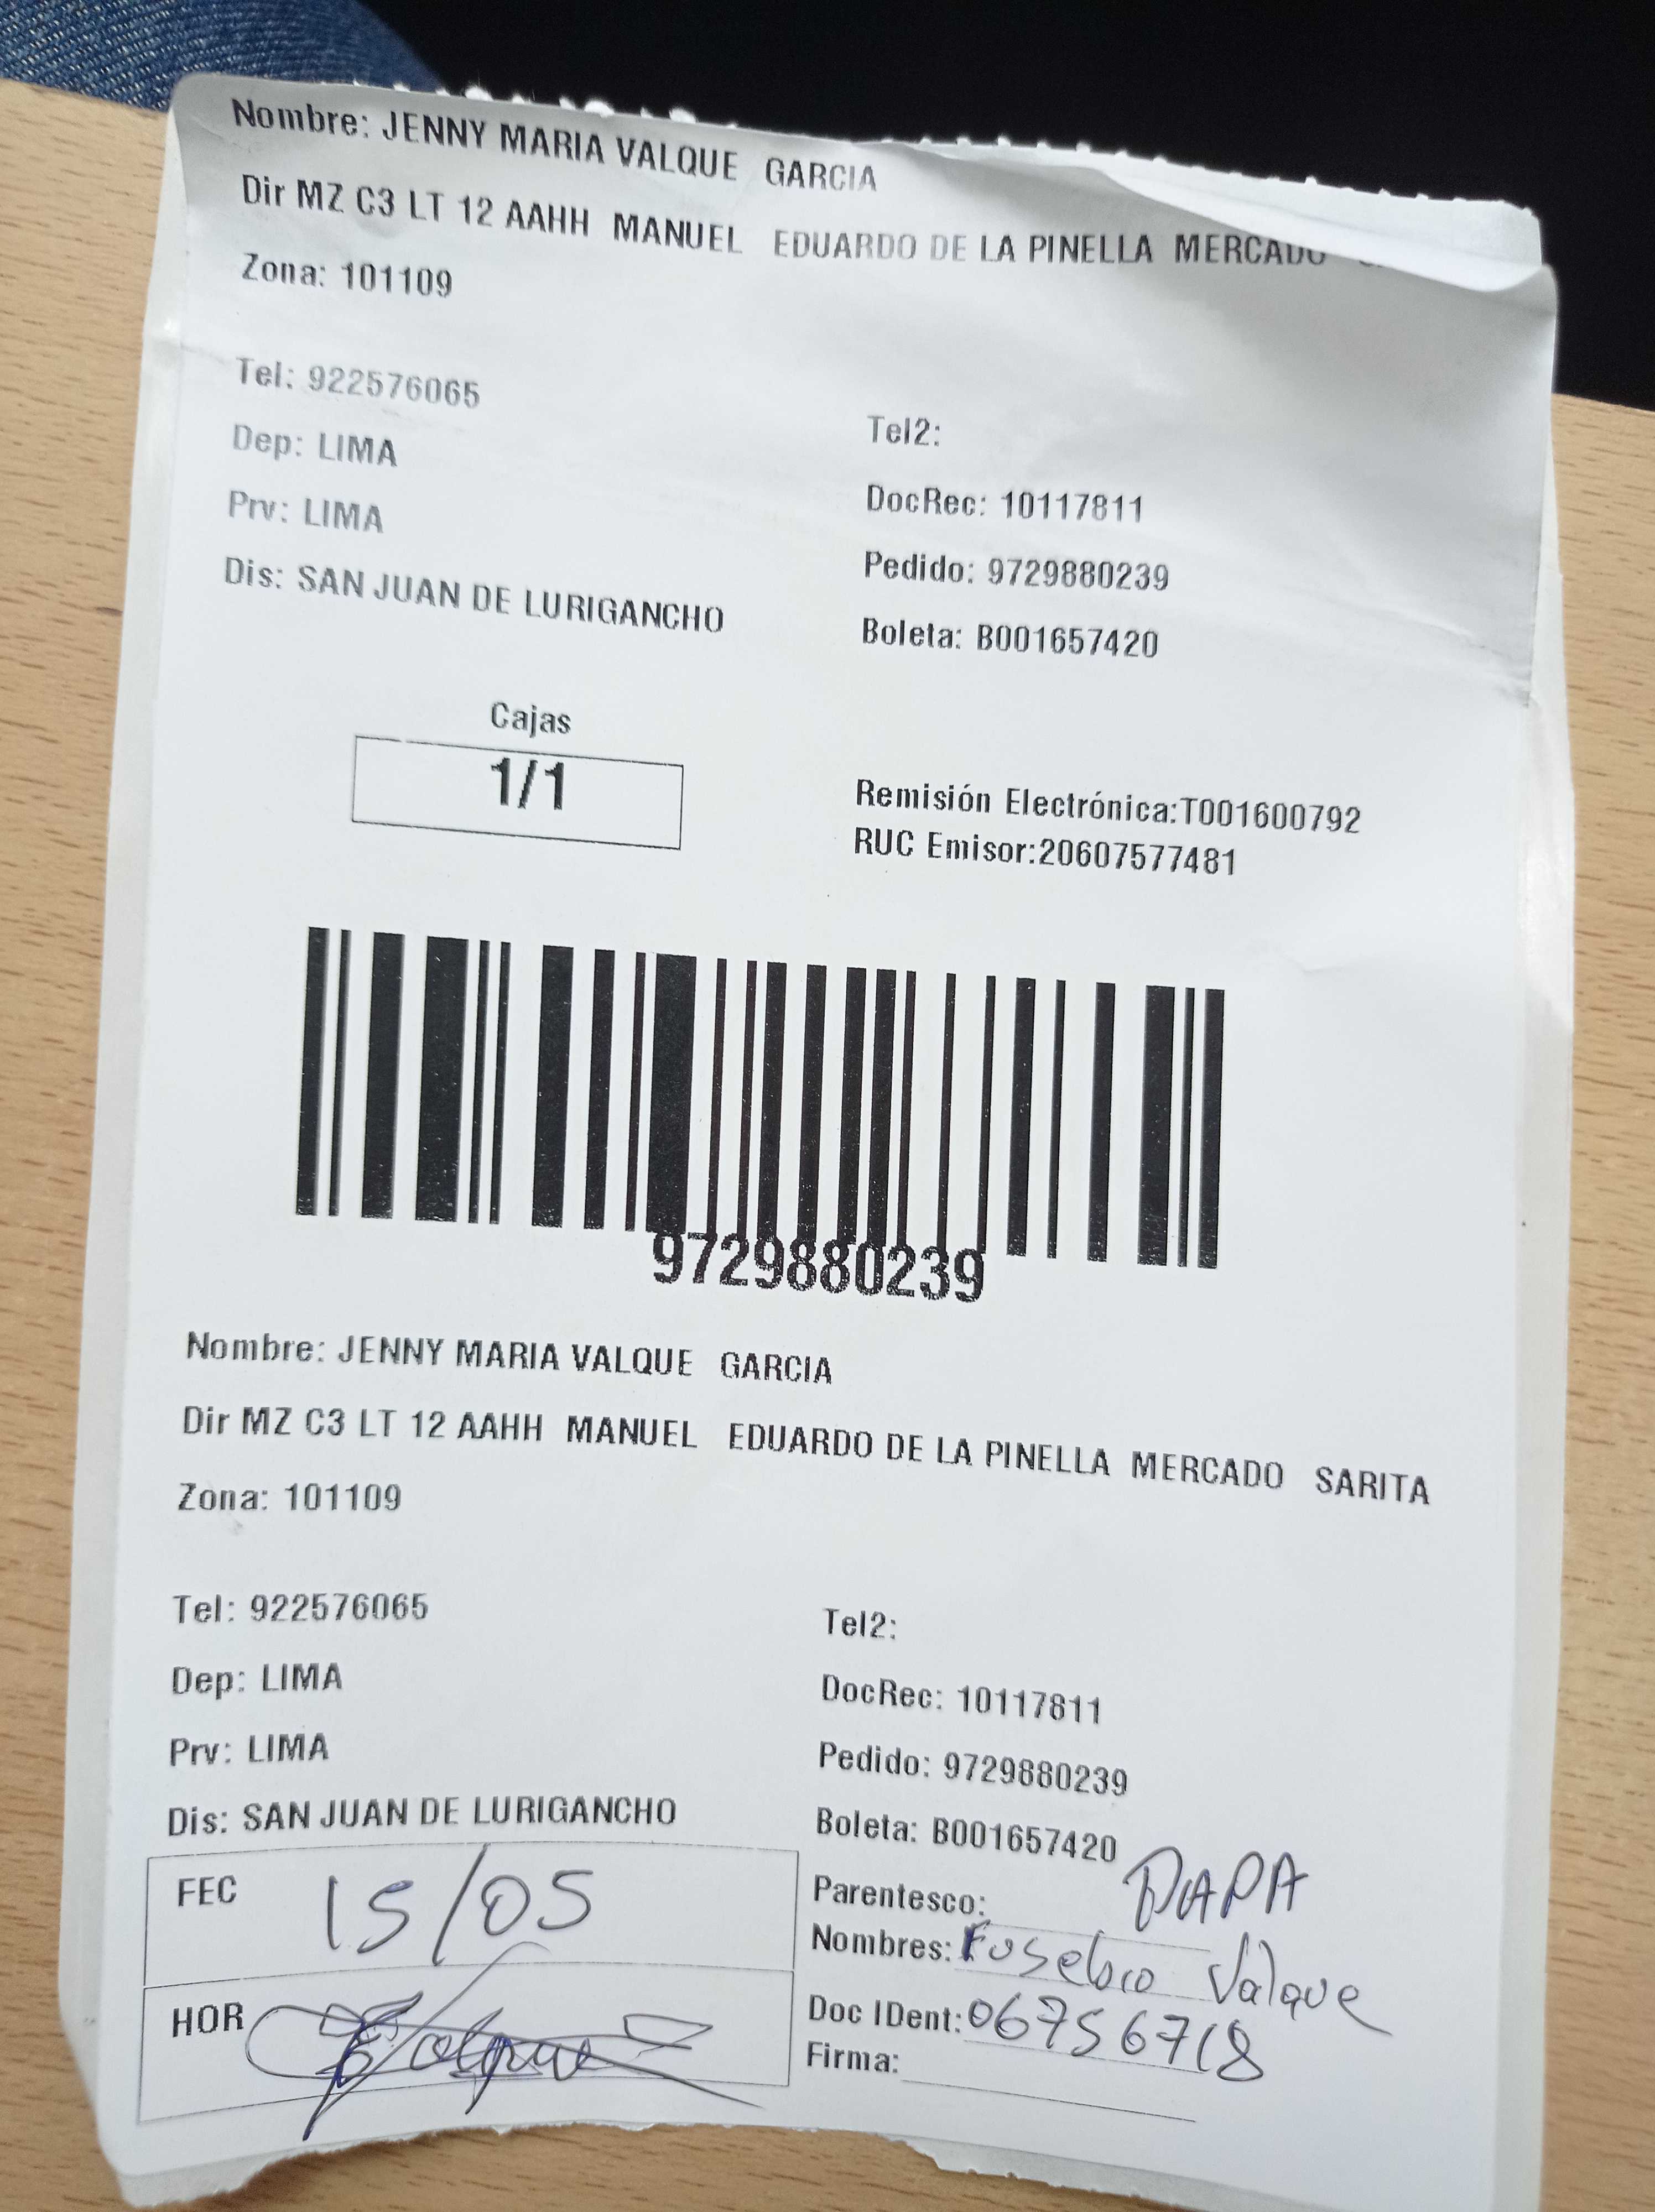 Nombre: JENNY MARIA VALQUE GARCIA
Dir MZ C3 LT 12 AAHH MANUEL EDUARDO DE LA PINELLA MERCADO
Zona: 101109
Tel: 922576065
Tel2:
Dep: LIMA
DocRec: 10117811
Prv: LIMA
Pedido: 9729880239
Dis: SAN JUAN DE LURIGANCHO
Boleta: B001657420
Cajas
1/1
Remisión Electrónica:T001600792
RUC Emisor:20607577481
9729880239
Nombre: JENNY MARIA VALQUE GARCIA
Dir MZ C3 LT 12 AAHH MANUEL EDUARDO DE LA PINELLA MERCADO SARITA
Zona: 101109
Tel: 922576065
Tel2:
Dep: LIMA
DocRec: 10117811
Prv: LIMA
Pedido: 9729880239
Dis: SAN JUAN DE LURIGANCHO
Boleta: B001657420
FEC 15/05
Parentesco: PAPA
Nombres: Eusebio Valque
HOR
Doc IDent: 06756718
Firma: